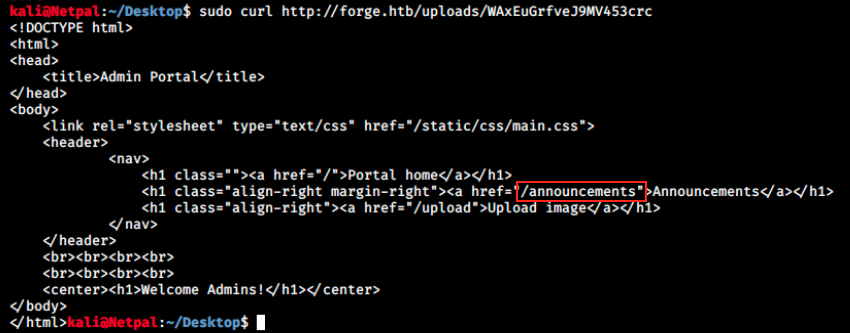 kali@Netpal:~/Desktop$ sudo curl http://forge.htb/uploads/WAxEuGrfveJ9MV453crc
<!DOCTYPE html>
<html>
<head>
    <title>Admin Portal</title>
</head>
<body>
    <link rel="stylesheet" type="text/css" href="/static/css/main.css">
    <header>
            <nav>
                <h1 class=""><a href="/">Portal home</a></h1>
                <h1 class="align-right margin-right"><a href="/announcements">Announcements</a></h1>
                <h1 class="align-right"><a href="/upload">Upload image</a></h1>
            </nav>
    </header>
    <br><br><br><br>
    <br><br><br><br>
    <center><h1>Welcome Admins!</h1></center>
</body>
</html>kali@Netpal:~/Desktop$